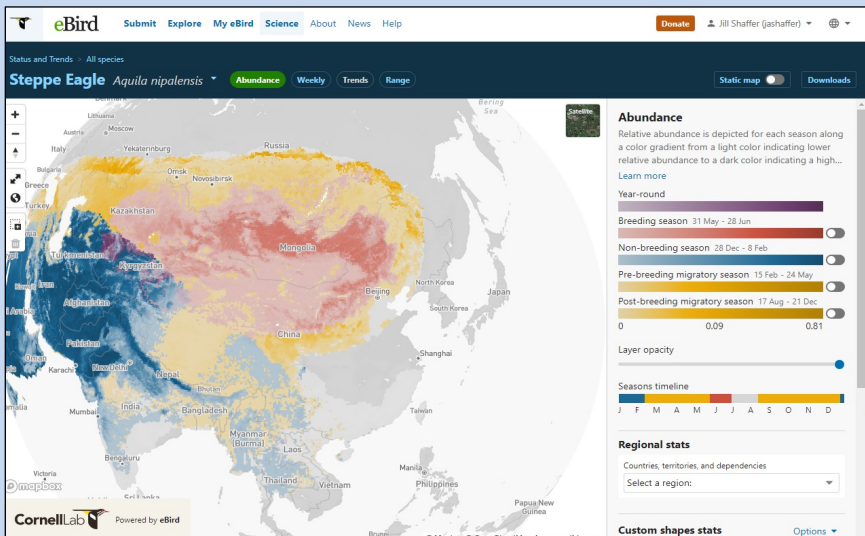 eBird Submit Explore My eBird Science About News Help Donate Jill Shaffer (jashaffer)
Status and Trends > All species
Steppe Eagle Aquila nipalensis Abundance Weekly Trends Range Static map Downloads
Bering
Sea
Satellite
Lithuania
Moscow
Austria
Italy
Yekaterinburg
Russia
Omsk
Novosibirsk
Bulgaria
Greece
Turkey
Kazakhstan
Mongolia
Turkmenistan
Kyrgyzstan
North Korea
Japan
Beijing
South Korea
Iran
Afghanistan
China
Pakistan
Shanghai
Oman
Karachi
New Delhi
Nepal
Bhutan
Taiwan
Mumbai
India
Bangladesh
Myanmar
(Burma)
Laos
Bengaluru
Thailand
Vietnam
Manila
Philippines
Victoria
Sri Lanka
Papua New
Guinea
mapbox
CornellLab Powered by eBird
Brunei
Abundance
Relative abundance is depicted for each season along
a color gradient from a light color indicating lower
relative abundance to a dark color indicating a high...
Learn more
Year-round
Breeding season 31 May - 28 Jun
Non-breeding season 28 Dec - 8 Feb
Pre-breeding migratory season 15 Feb - 24 May
Post-breeding migratory season 17 Aug - 21 Dec
0 0.09 0.81
Layer opacity
Seasons timeline
J F M A M J J A S O N D
Regional stats
Countries, territories, and dependencies
Select a region:
Custom shapes stats Options